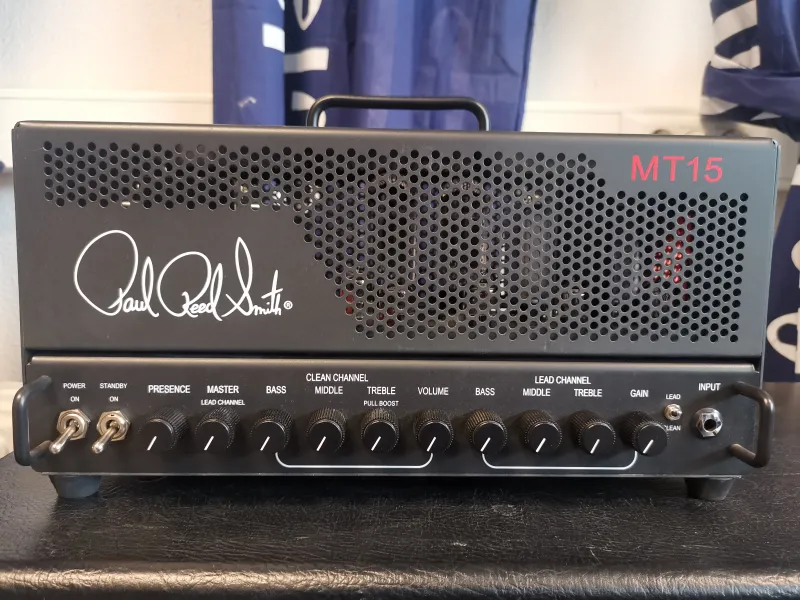 MT15
Paul Reed Smith®
POWER
ON
STANDBY
ON
PRESENCE
MASTER
LEAD CHANNEL
CLEAN CHANNEL
BASS
MIDDLE
TREBLE
PULL BOOST
VOLUME
LEAD CHANNEL
BASS
MIDDLE
TREBLE
GAIN
LEAD
CLEAN
INPUT